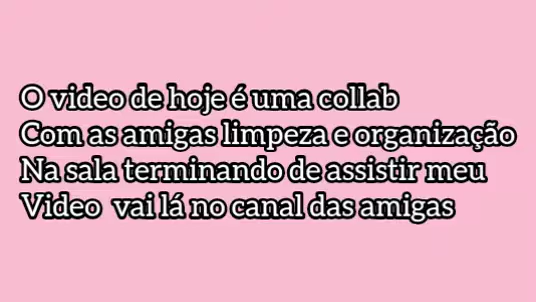 O video de hoje é uma collab
Com as amigas limpeza e organização
Na sala terminando de assistir meu
Video vai lá no canal das amigas